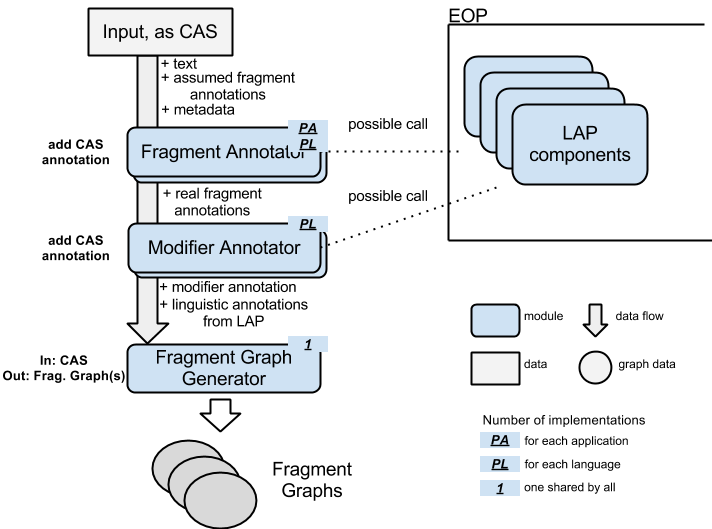 EOP
Input, as CAS
+ text
+ assumed fragment
annotations
+ metadata
PA
PL
add CAS
annotation
Fragment Annotator
possible call
LAP
components
+ real fragment
annotations
possible call
PL
add CAS
annotation
Modifier Annotator
+ modifier annotation
+ linguistic annotations
from LAP
1
In: CAS
Out: Frag. Graph(s)
Fragment Graph
Generator
Fragment
Graphs
module
data flow
data
graph data
Number of implementations
PA for each application
PL for each language
1 one shared by all